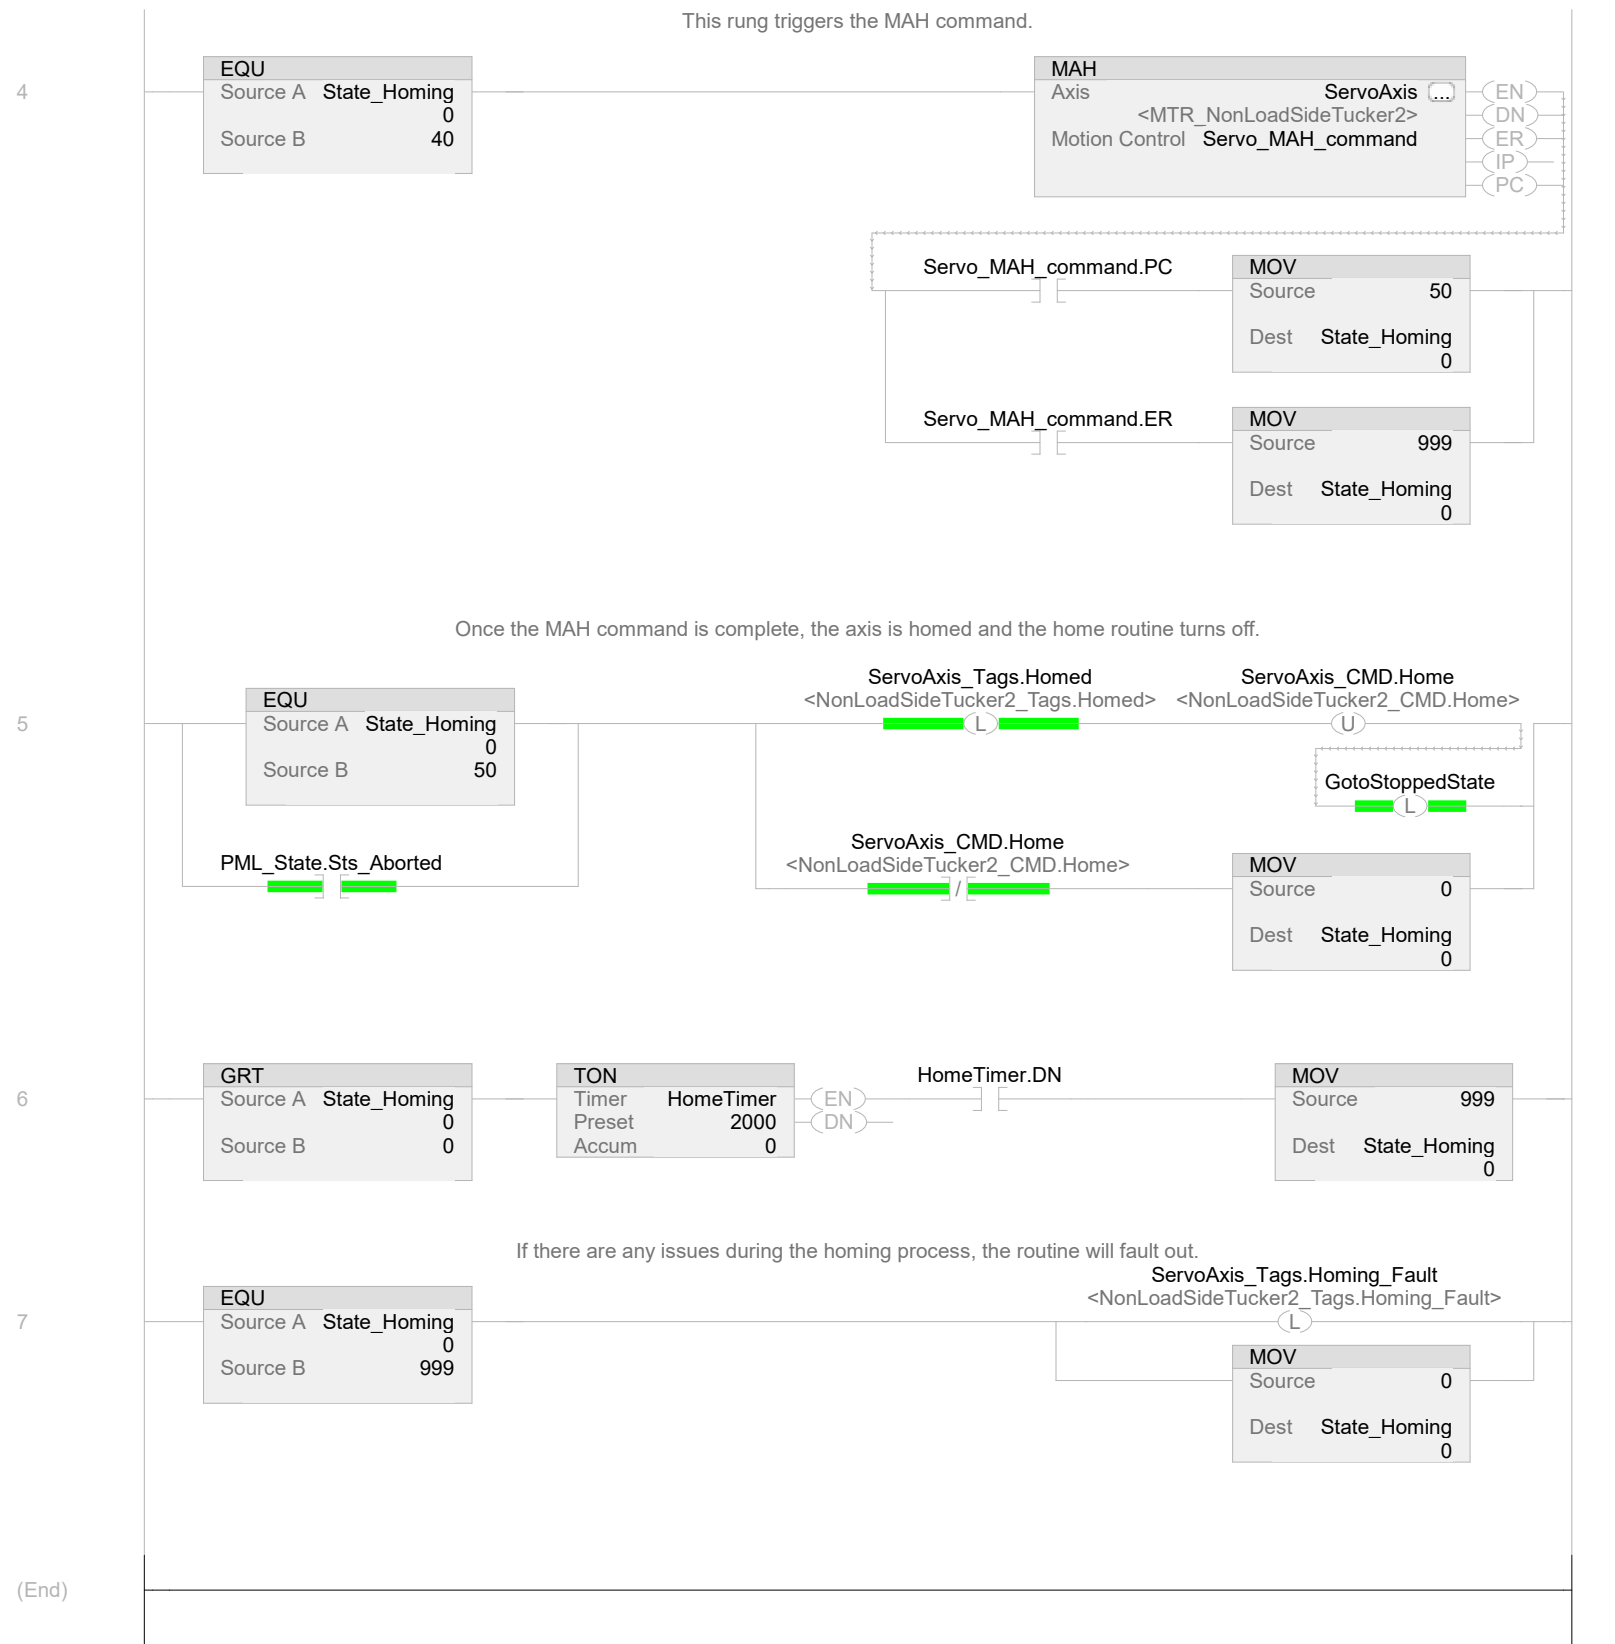 This rung triggers the MAH command.
4
EQU
Source A State_Homing
0
Source B 40
MAH
Axis ServoAxis ...
<MTR_NonLoadSideTucker2>
Motion Control Servo_MAH_command
EN
DN
ER
IP
PC
Servo_MAH_command.PC
MOV
Source 50
Dest State_Homing
0
Servo_MAH_command.ER
MOV
Source 999
Dest State_Homing
0
Once the MAH command is complete, the axis is homed and the home routine turns off.
5
EQU
Source A State_Homing
0
Source B 50
PML_State.Sts_Aborted
ServoAxis_Tags.Homed
<NonLoadSideTucker2_Tags.Homed>
L
ServoAxis_CMD.Home
<NonLoadSideTucker2_CMD.Home>
U
GotoStoppedState
L
ServoAxis_CMD.Home
<NonLoadSideTucker2_CMD.Home>
/
MOV
Source 0
Dest State_Homing
0
6
GRT
Source A State_Homing
0
Source B 0
TON
Timer HomeTimer
Preset 2000
Accum 0
EN
DN
HomeTimer.DN
MOV
Source 999
Dest State_Homing
0
If there are any issues during the homing process, the routine will fault out.
7
EQU
Source A State_Homing
0
Source B 999
ServoAxis_Tags.Homing_Fault
<NonLoadSideTucker2_Tags.Homing_Fault>
L
MOV
Source 0
Dest State_Homing
0
(End)